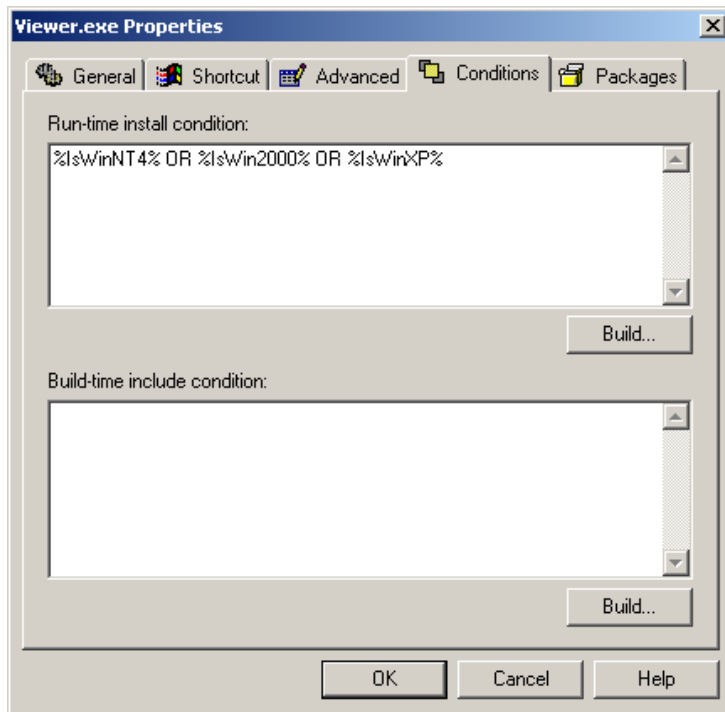 Viewer.exe Properties
General Shortcut Advanced Conditions Packages
Run-time install condition:
%IsWinNT4% OR %IsWin2000% OR %IsWinXP%
Build...
Build-time include condition:
Build...
OK Cancel Help